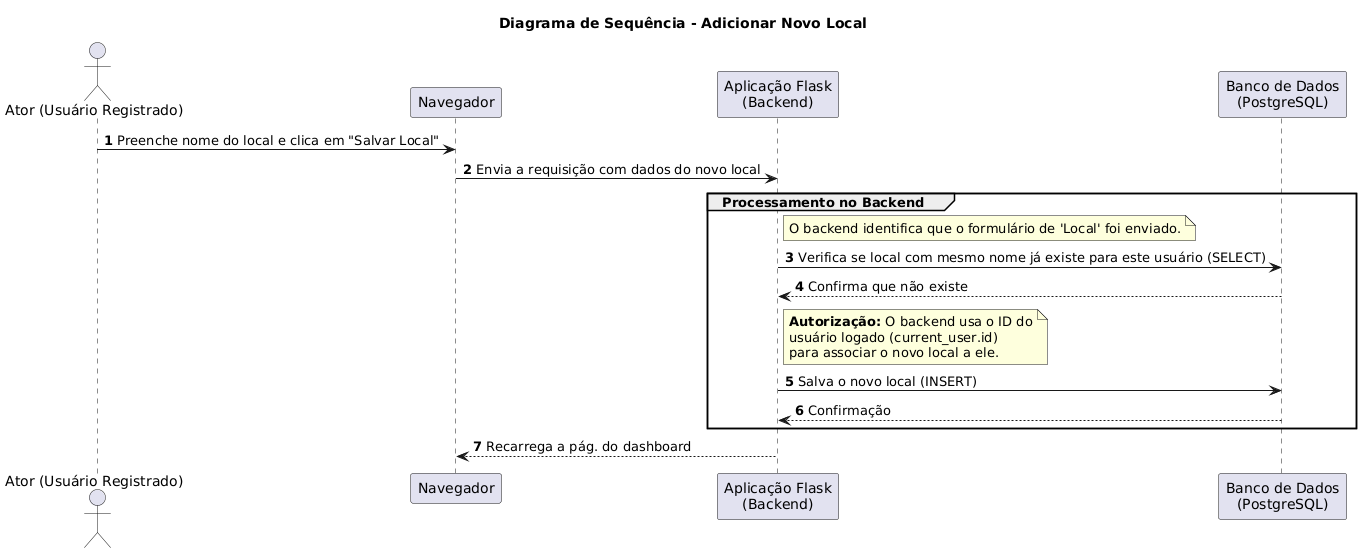 Diagrama de Sequência - Adicionar Novo Local
Ator (Usuário Registrado)
Navegador
Aplicação Flask
(Backend)
Banco de Dados
(PostgreSQL)
1 Preenche nome do local e clica em "Salvar Local"
2 Envia a requisição com dados do novo local
Processamento no Backend
O backend identifica que o formulário de 'Local' foi enviado.
3 Verifica se local com mesmo nome já existe para este usuário (SELECT)
4 Confirma que não existe
Autorização: O backend usa o ID do
usuário logado (current_user.id)
para associar o novo local a ele.
5 Salva o novo local (INSERT)
6 Confirmação
7 Recarrega a pág. do dashboard
Ator (Usuário Registrado)
Navegador
Aplicação Flask
(Backend)
Banco de Dados
(PostgreSQL)